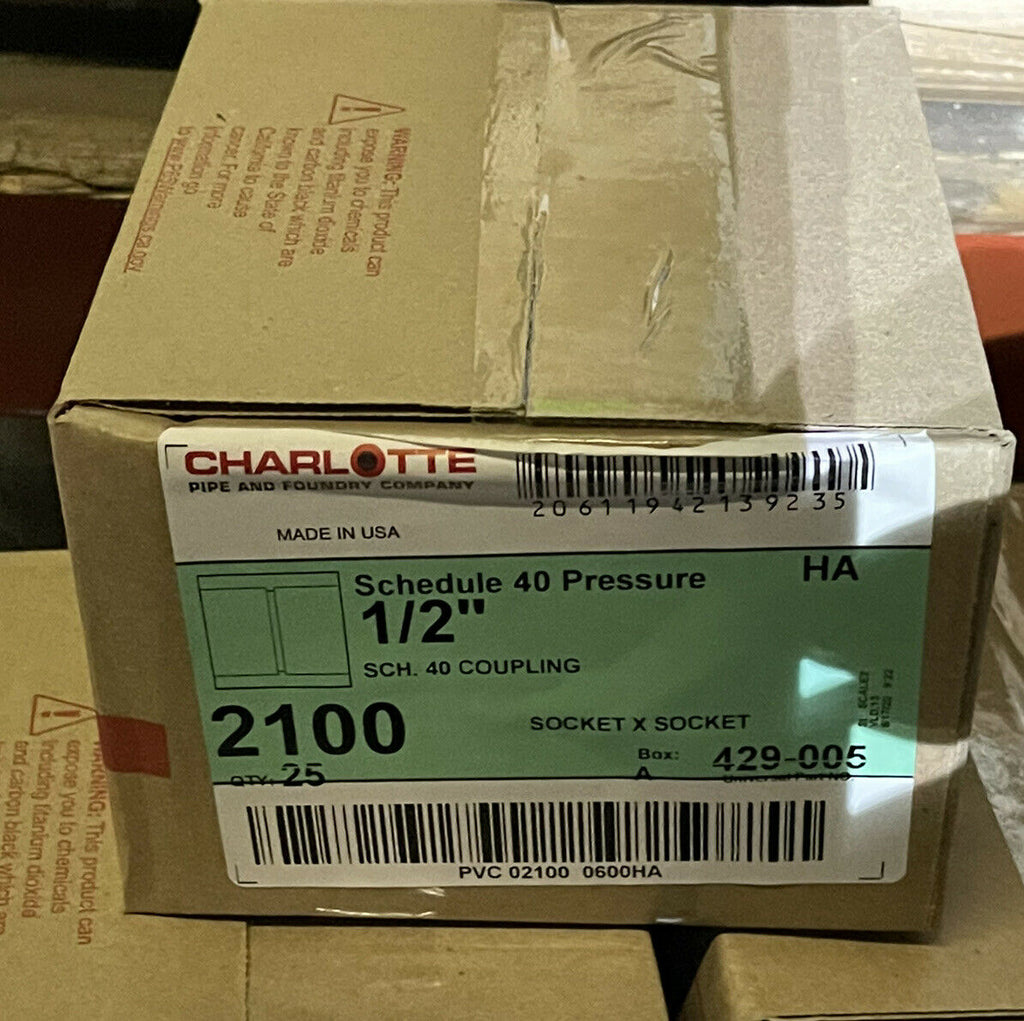 WARNING: This product can
expose you to chemicals
including titanium dioxide
and carbon black which are
known to the State of
California to cause
cancer. For more
information go
to www.P65Warnings.ca.gov.
CHARLOTTE
PIPE AND FOUNDRY COMPANY
20611942139235
MADE IN USA
HA
Schedule 40 Pressure
1/2"
SCH. 40 COUPLING
2100
SOCKET X SOCKET
QTY: 25
Box:
A
429-005
Universal Part NO.
PVC 02100 0600HA
WARNING: This product can
expose you to chemicals
including titanium dioxide
and carbon black which are